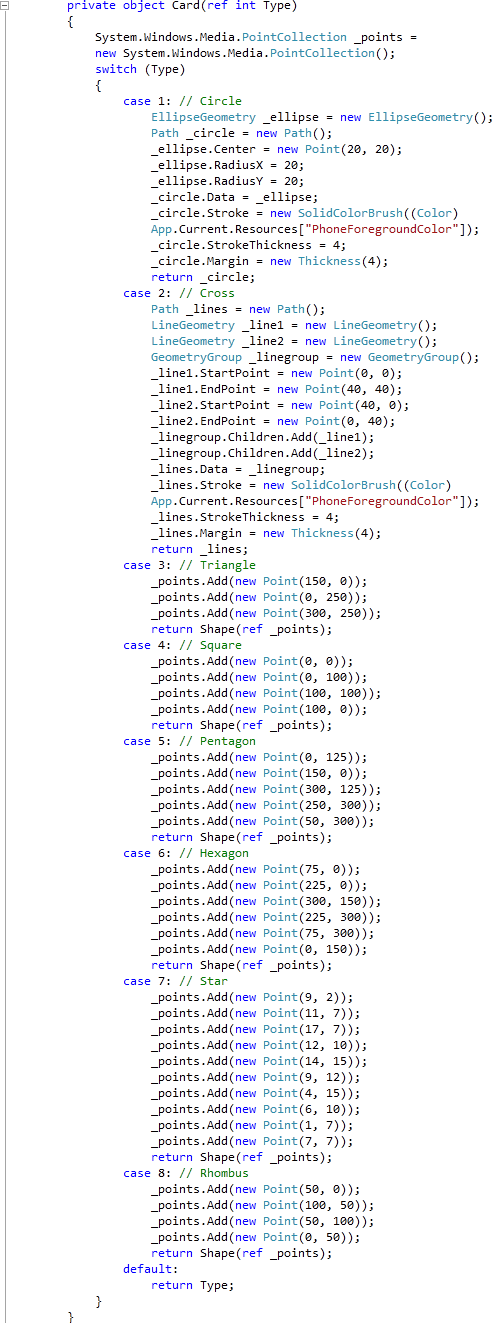 private object Card(ref int Type)
{
System.Windows.Media.PointCollection _points =
new System.Windows.Media.PointCollection();
switch (Type)
{
case 1: // Circle
EllipseGeometry _ellipse = new EllipseGeometry();
Path _circle = new Path();
_ellipse.Center = new Point(20, 20);
_ellipse.RadiusX = 20;
_ellipse.RadiusY = 20;
_circle.Data = _ellipse;
_circle.Stroke = new SolidColorBrush((Color)
App.Current.Resources["PhoneForegroundColor"]);
_circle.StrokeThickness = 4;
_circle.Margin = new Thickness(4);
return _circle;
case 2: // Cross
Path _lines = new Path();
LineGeometry _line1 = new LineGeometry();
LineGeometry _line2 = new LineGeometry();
GeometryGroup _linegroup = new GeometryGroup();
_line1.StartPoint = new Point(0, 0);
_line1.EndPoint = new Point(40, 40);
_line2.StartPoint = new Point(40, 0);
_line2.EndPoint = new Point(0, 40);
_linegroup.Children.Add(_line1);
_linegroup.Children.Add(_line2);
_lines.Data = _linegroup;
_lines.Stroke = new SolidColorBrush((Color)
App.Current.Resources["PhoneForegroundColor"]);
_lines.StrokeThickness = 4;
_lines.Margin = new Thickness(4);
return _lines;
case 3: // Triangle
_points.Add(new Point(150, 0));
_points.Add(new Point(0, 250));
_points.Add(new Point(300, 250));
return Shape(ref _points);
case 4: // Square
_points.Add(new Point(0, 0));
_points.Add(new Point(0, 100));
_points.Add(new Point(100, 100));
_points.Add(new Point(100, 0));
return Shape(ref _points);
case 5: // Pentagon
_points.Add(new Point(0, 125));
_points.Add(new Point(150, 0));
_points.Add(new Point(300, 125));
_points.Add(new Point(250, 300));
_points.Add(new Point(50, 300));
return Shape(ref _points);
case 6: // Hexagon
_points.Add(new Point(75, 0));
_points.Add(new Point(225, 0));
_points.Add(new Point(300, 150));
_points.Add(new Point(225, 300));
_points.Add(new Point(75, 300));
_points.Add(new Point(0, 150));
return Shape(ref _points);
case 7: // Star
_points.Add(new Point(9, 2));
_points.Add(new Point(11, 7));
_points.Add(new Point(17, 7));
_points.Add(new Point(12, 10));
_points.Add(new Point(14, 15));
_points.Add(new Point(9, 12));
_points.Add(new Point(4, 15));
_points.Add(new Point(6, 10));
_points.Add(new Point(1, 7));
_points.Add(new Point(7, 7));
return Shape(ref _points);
case 8: // Rhombus
_points.Add(new Point(50, 0));
_points.Add(new Point(100, 50));
_points.Add(new Point(50, 100));
_points.Add(new Point(0, 50));
return Shape(ref _points);
default:
return Type;
}
}